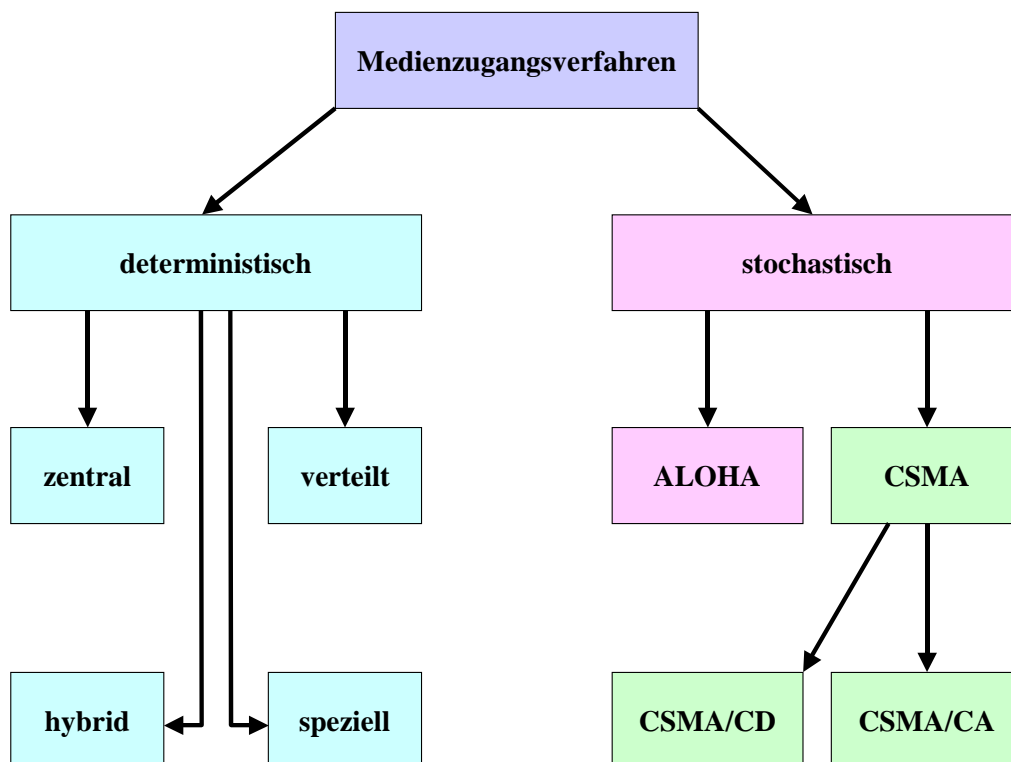 Medienzugangsverfahren
deterministisch
stochastisch
zentral
verteilt
ALOHA
CSMA
hybrid
speziell
CSMA/CD
CSMA/CA